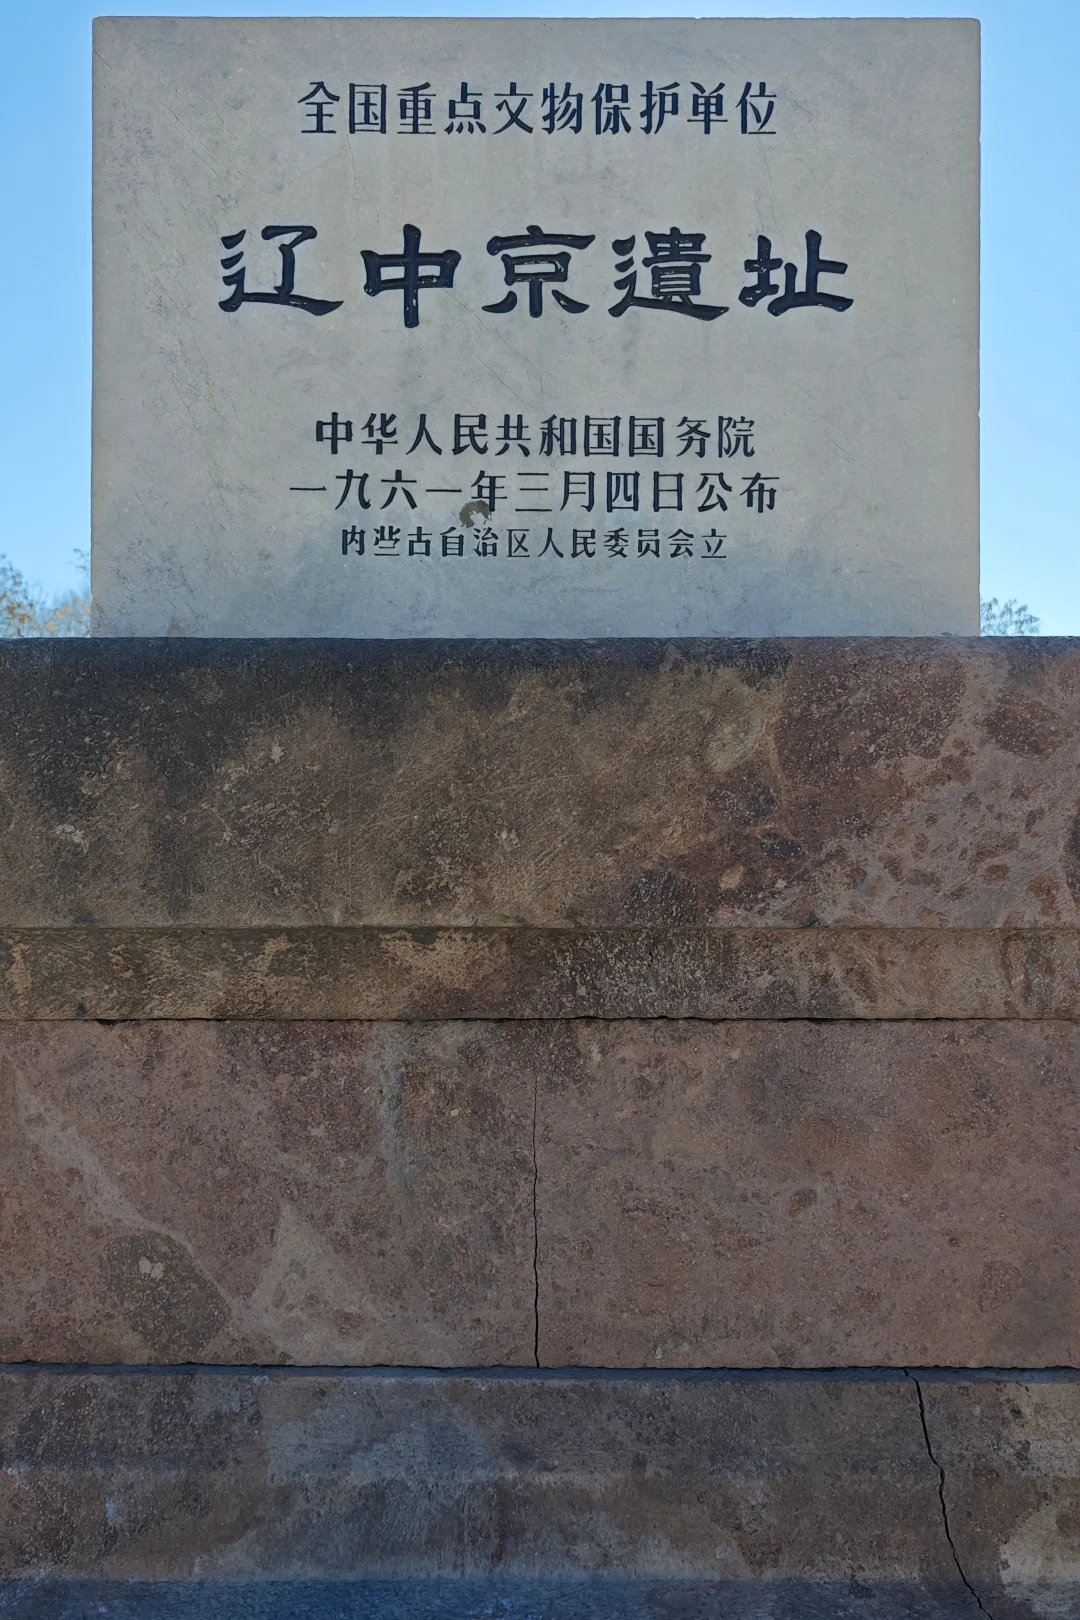 全国重点文物保护单位
辽中京遺址
中华人民共和国国务院
一九六一年三月四日公布
内些古自治区人民委员会立